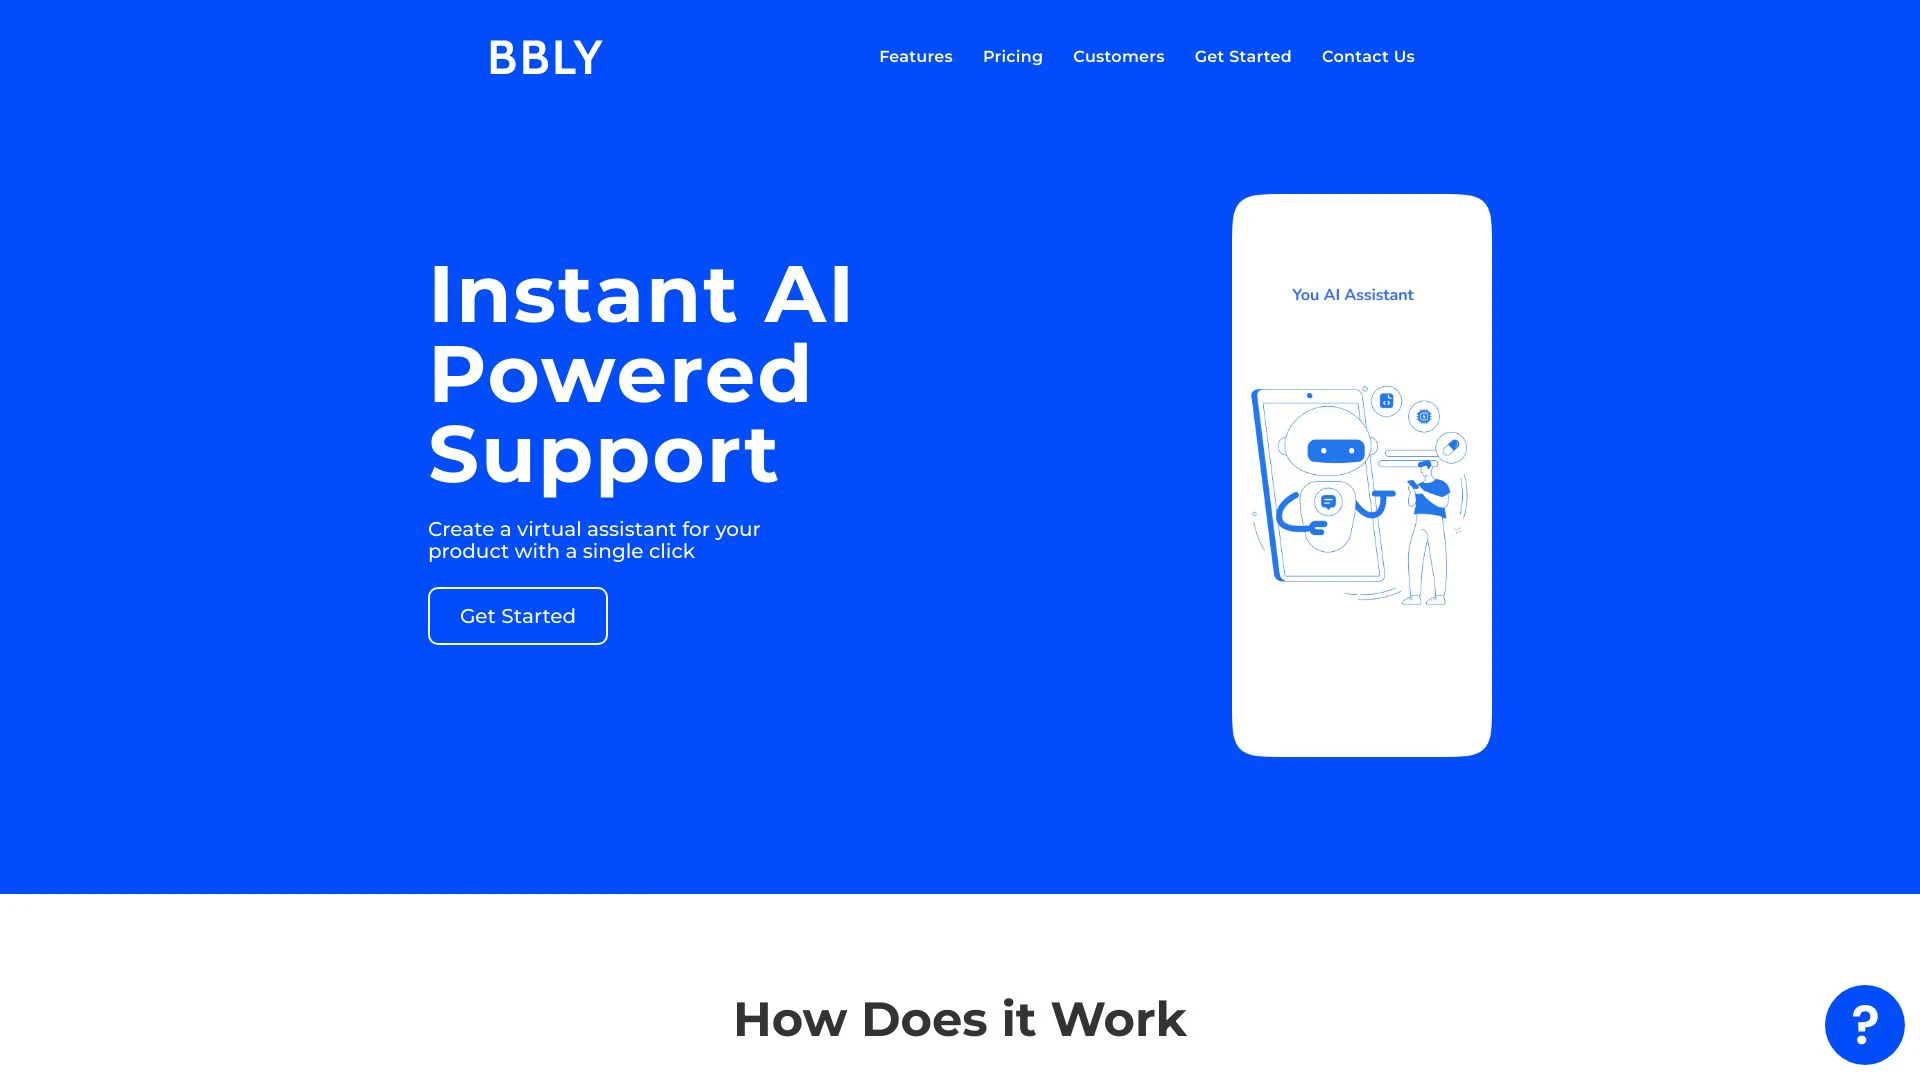 BBLY
Features Pricing Customers Get Started Contact Us
Instant AI
Powered
Support
Create a virtual assistant for your
product with a single click
Get Started
You AI Assistant
How Does it Work
?